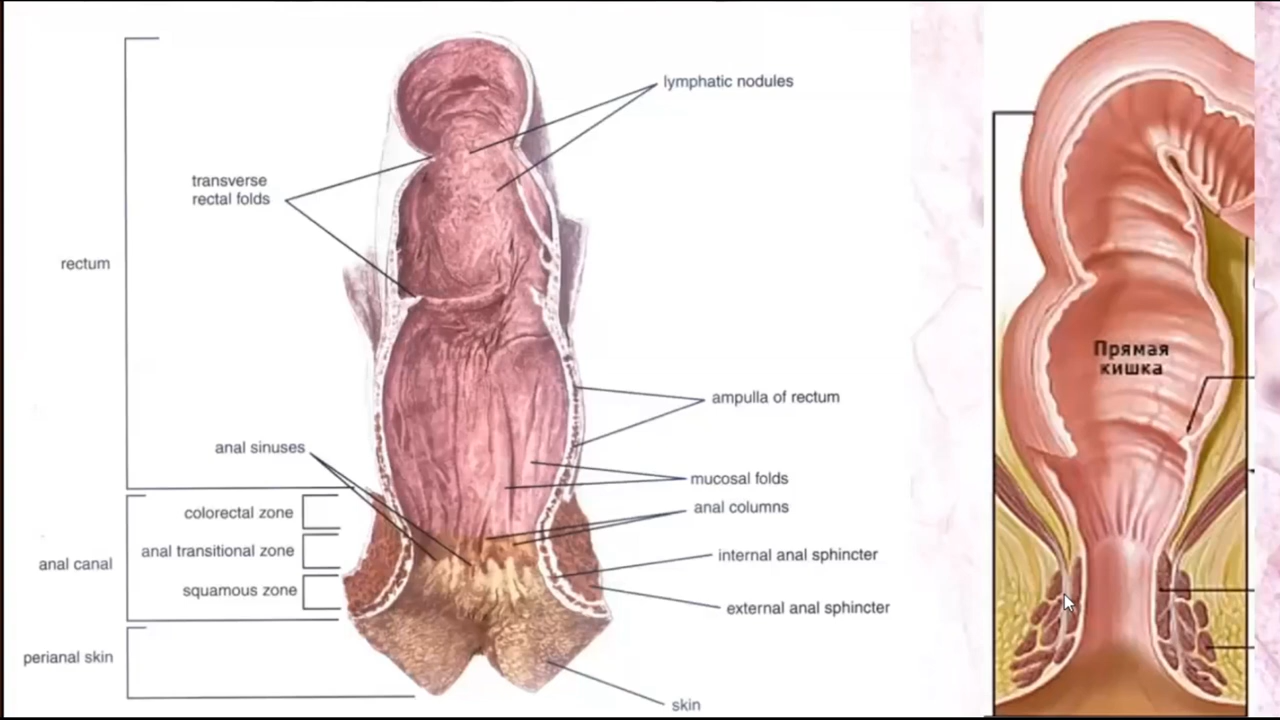 lymphatic nodules
transverse
rectal folds
rectum
Прямая
кишка
ampulla of rectum
anal sinuses
mucosal folds
anal columns
colorectal zone
anal transitional zone
internal anal sphincter
anal canal
squamous zone
external anal sphincter
perianal skin
skin